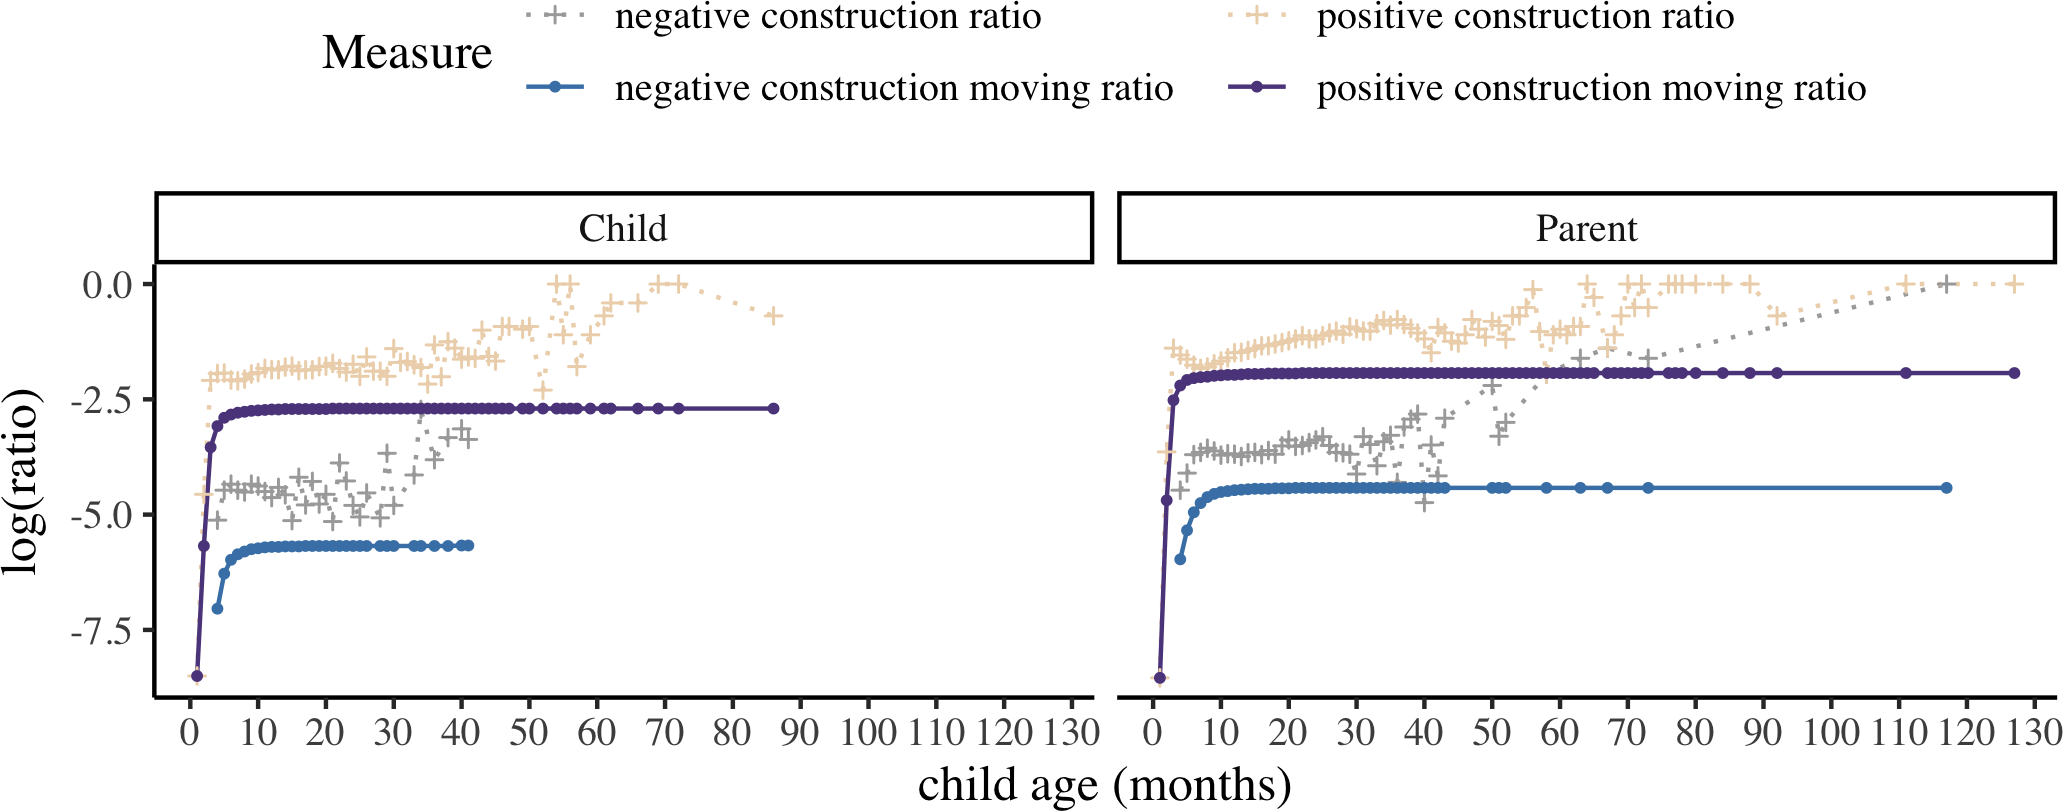 Measure
negative construction ratio
positive construction ratio
negative construction moving ratio
positive construction moving ratio
Child
Parent
0.0
-2.5
-5.0
-7.5
log(ratio)
0 10 20 30 40 50 60 70 80 90 100 110 120 130
0 10 20 30 40 50 60 70 80 90 100 110 120 130
child age (months)